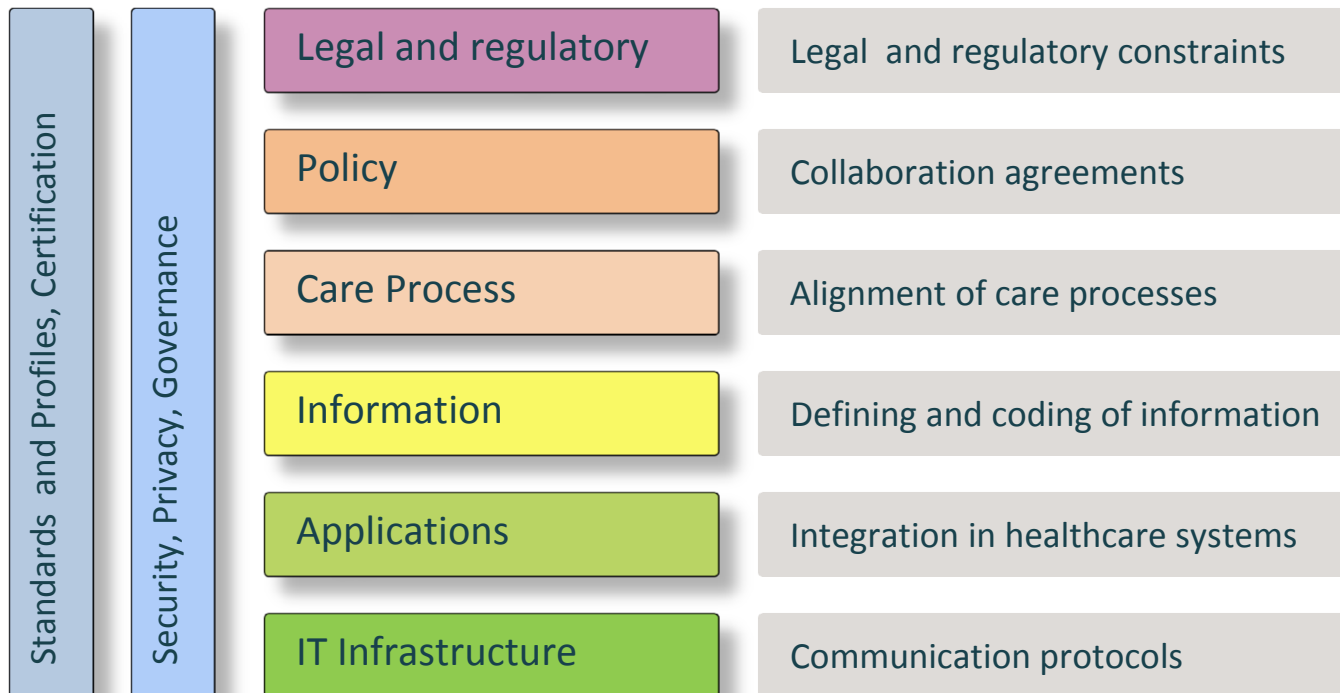 Standards and Profiles, Certification
Security, Privacy, Governance
Legal and regulatory
Legal and regulatory constraints
Policy
Collaboration agreements
Care Process
Alignment of care processes
Information
Defining and coding of information
Applications
Integration in healthcare systems
IT Infrastructure
Communication protocols